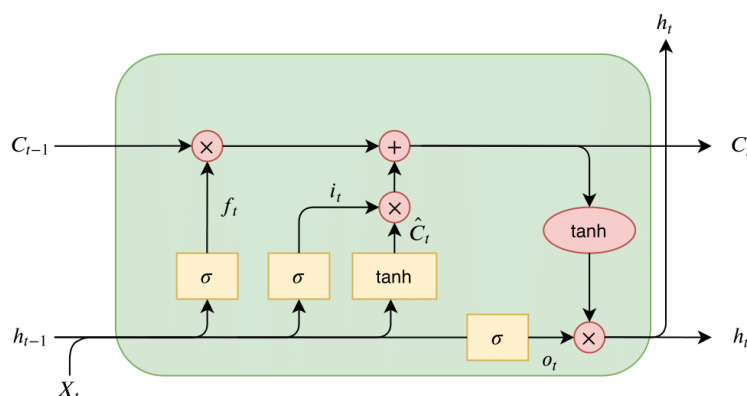 h_t
C_{t−1} × + C_t
f_t i_t × Ĉ_t tanh
σ σ tanh
h_{t−1} σ o_t × h_t
X_t